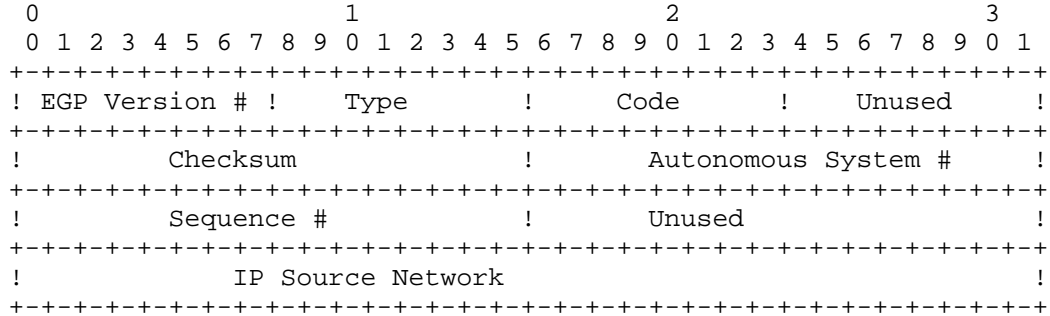 0                   1                   2                   3
 0 1 2 3 4 5 6 7 8 9 0 1 2 3 4 5 6 7 8 9 0 1 2 3 4 5 6 7 8 9 0 1
+-+-+-+-+-+-+-+-+-+-+-+-+-+-+-+-+-+-+-+-+-+-+-+-+-+-+-+-+-+-+-+-+
! EGP Version # !    Type       !     Code      !    Unused     !
+-+-+-+-+-+-+-+-+-+-+-+-+-+-+-+-+-+-+-+-+-+-+-+-+-+-+-+-+-+-+-+-+
!         Checksum              !       Autonomous System #     !
+-+-+-+-+-+-+-+-+-+-+-+-+-+-+-+-+-+-+-+-+-+-+-+-+-+-+-+-+-+-+-+-+
!         Sequence #            !       Unused                  !
+-+-+-+-+-+-+-+-+-+-+-+-+-+-+-+-+-+-+-+-+-+-+-+-+-+-+-+-+-+-+-+-+
!             IP Source Network                                 !
+-+-+-+-+-+-+-+-+-+-+-+-+-+-+-+-+-+-+-+-+-+-+-+-+-+-+-+-+-+-+-+-+